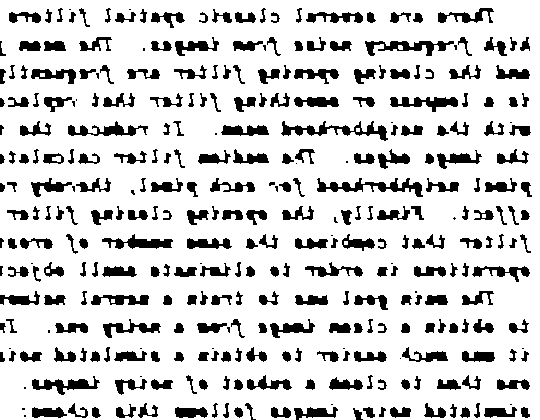 There are several classic spatial filters
high frequency noise from images. The mean
and the closing opening filter are frequently
is a lowpass or smoothing filter that replace
with the neighborhood mean. It reduces the
the image edges. The median filter calculate
pixel neighborhood for each pixel, thereby re
effect. Finally, the opening closing filter
filter that combines the same number of erosi
operations in order to eliminate small object
The main goal was to train a neural networ
to obtain a clean image from a noisy one. In
it was much easier to obtain a simulated nois
one than to clean a subset of noisy images.
simulated noisy images follows this scheme: